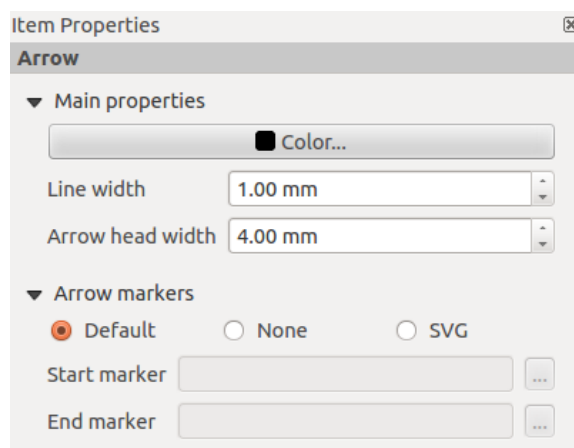 Item Properties
Arrow
Main properties
Color...
Line width 1.00 mm
Arrow head width 4.00 mm
Arrow markers
Default None SVG
Start marker ...
End marker ...